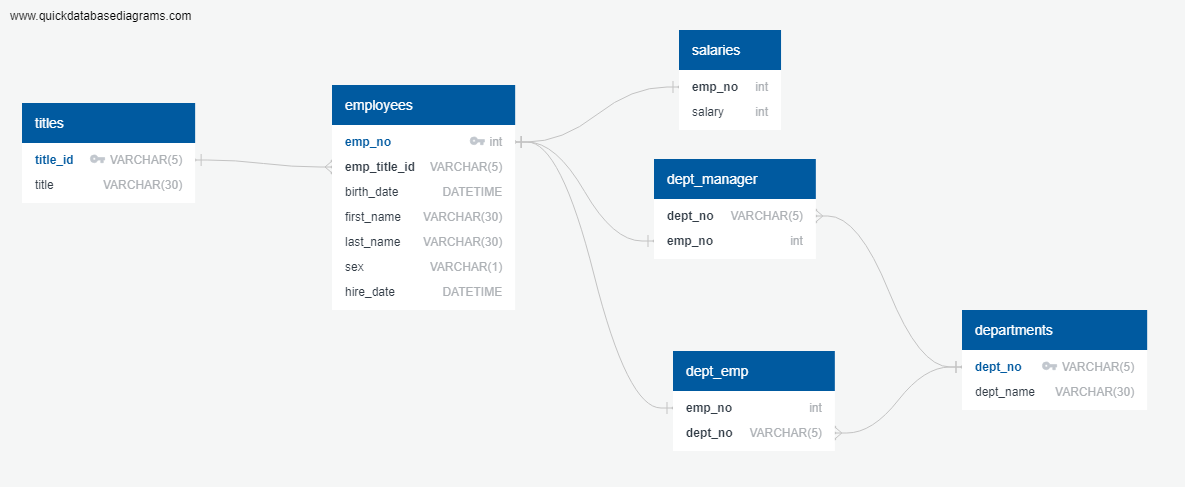 www.quickdatabasediagrams.com
titles
title_id VARCHAR(5)
title VARCHAR(30)
employees
emp_no int
emp_title_id VARCHAR(5)
birth_date DATETIME
first_name VARCHAR(30)
last_name VARCHAR(30)
sex VARCHAR(1)
hire_date DATETIME
salaries
emp_no int
salary int
dept_manager
dept_no VARCHAR(5)
emp_no int
dept_emp
emp_no int
dept_no VARCHAR(5)
departments
dept_no VARCHAR(5)
dept_name VARCHAR(30)